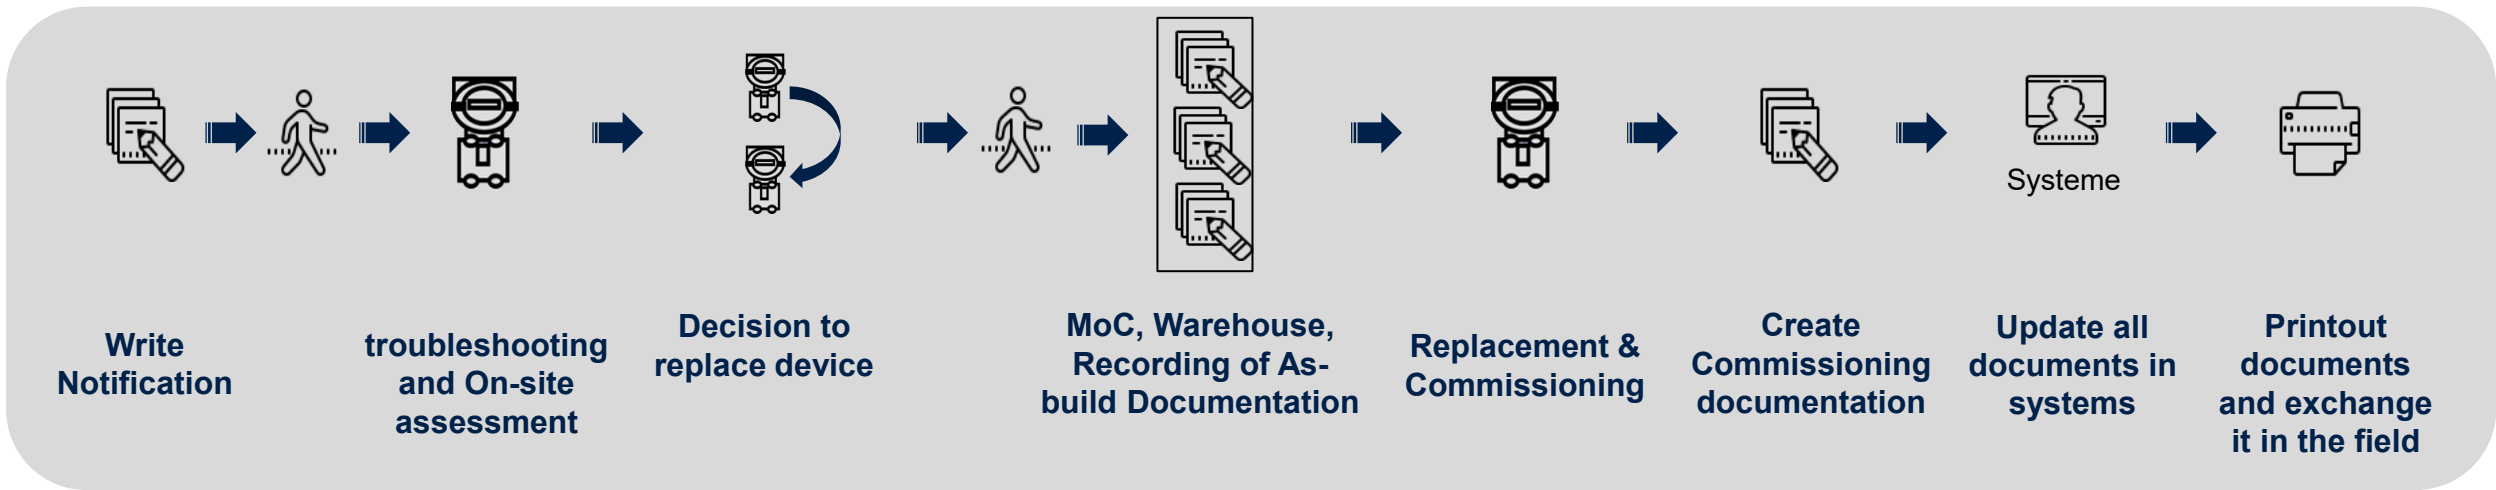 Systeme
Write
Notification
troubleshooting
and On-site
assessment
Decision to
replace device
MoC, Warehouse,
Recording of As-
build Documentation
Replacement &
Commissioning
Create
Commissioning
documentation
Update all
documents in
systems
Printout
documents
and exchange
it in the field